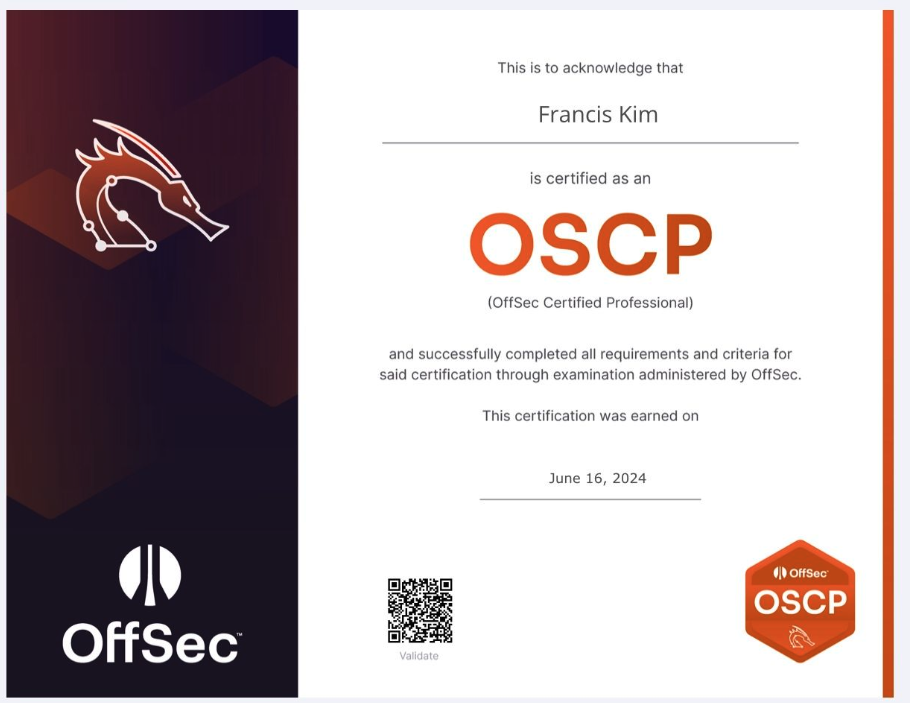 This is to acknowledge that
Francis Kim
is certified as an
OSCP
(OffSec Certified Professional)
and successfully completed all requirements and criteria for
said certification through examination administered by OffSec.
This certification was earned on
June 16, 2024
Validate
OffSec™
OffSec
OSCP